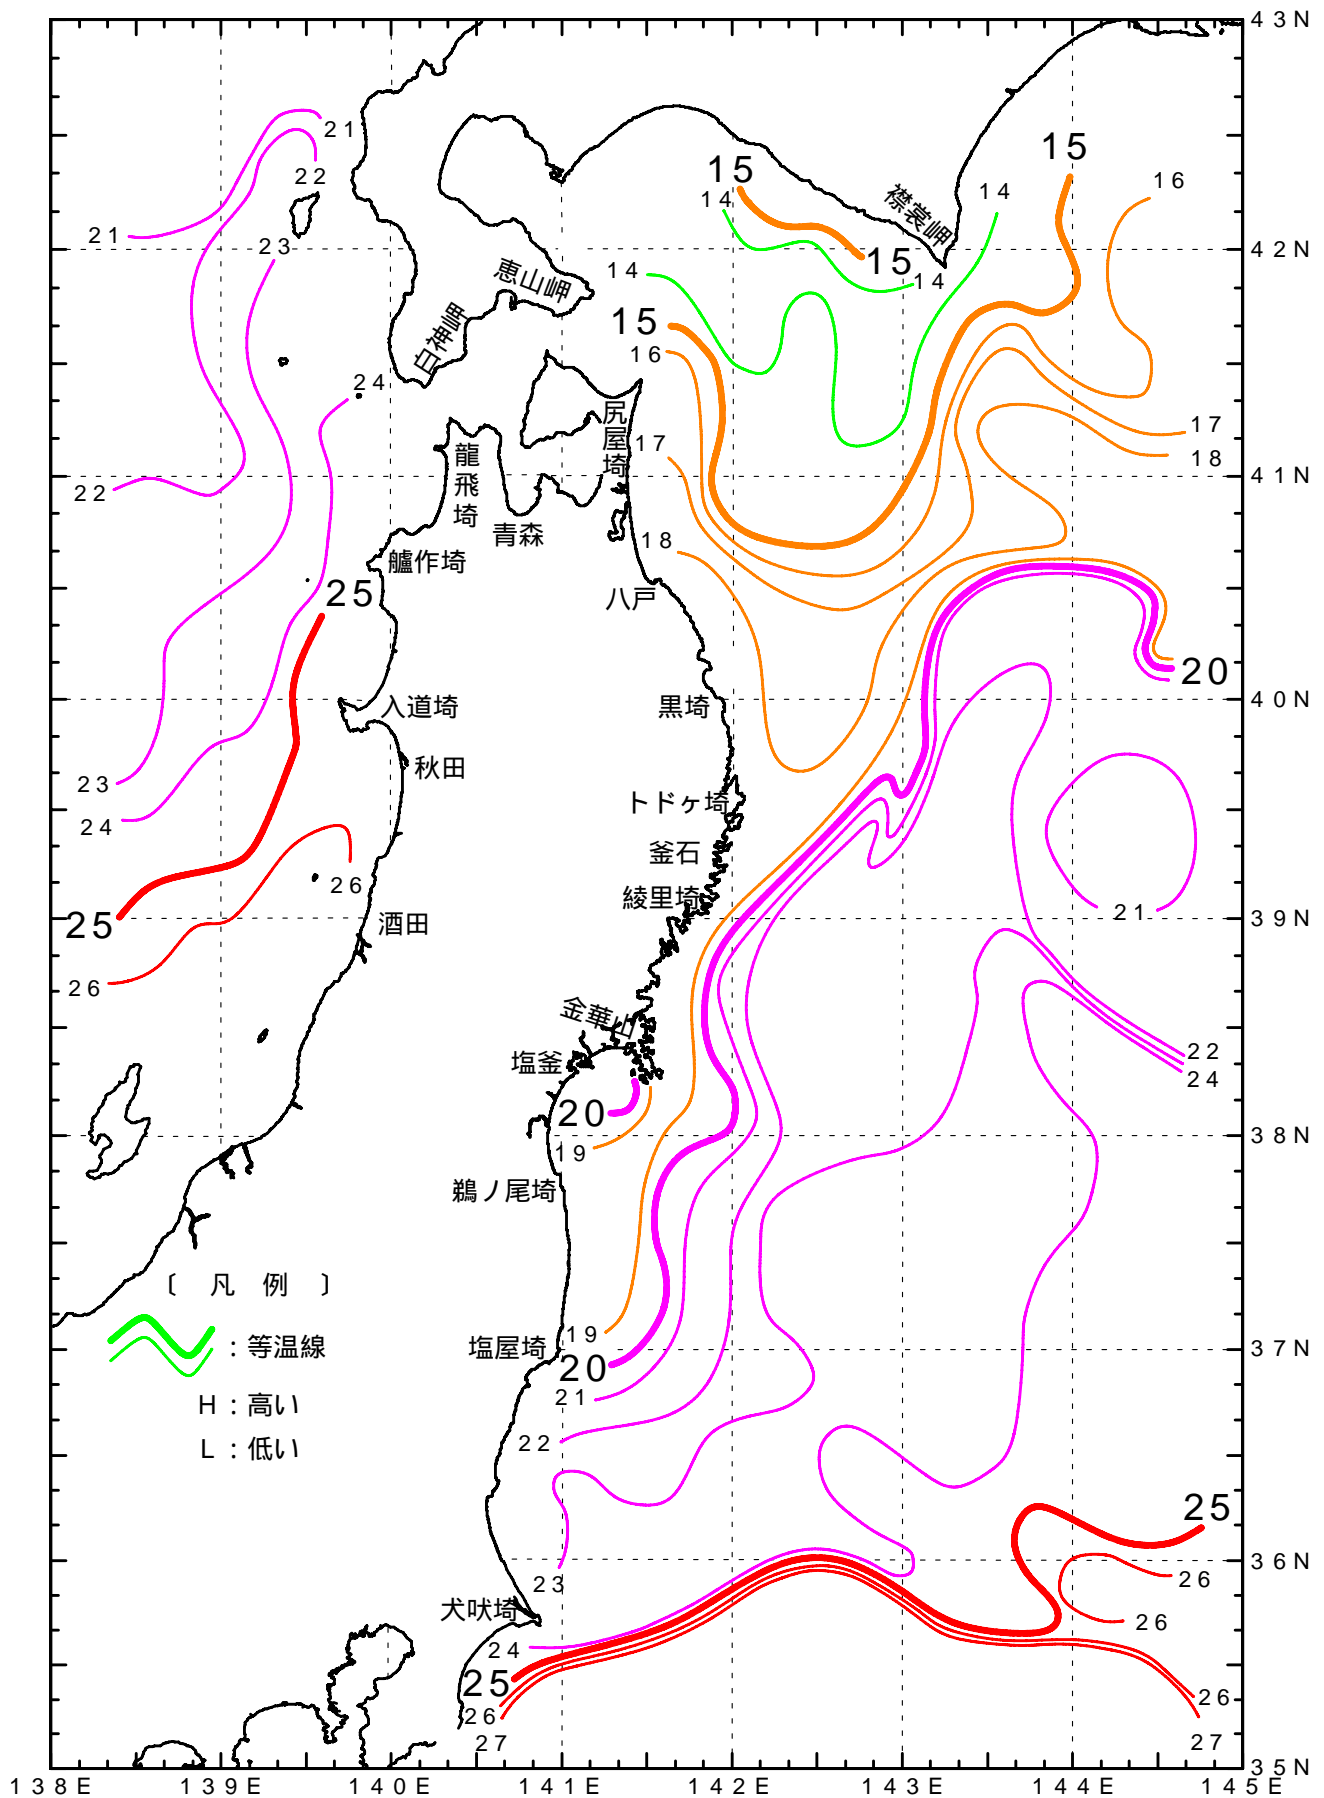 43N
15
15
21
14
16
22
襟裳岬
14
21
23
15
42N
14
恵山岬
14
15
白神岬
16
24
尻屋埼
17
17
龍飛埼
18
41N
22
青森
18
艫作埼
25
八戸
20
入道埼
黒埼
40N
秋田
23
トドヶ埼
24
釜石
26
綾里埼
21
39N
25
酒田
26
金華山
22
塩釜
24
20
38N
19
鵜ノ尾埼
〔 凡 例 〕
19
：等温線
塩屋埼
37N
20
21
H：高い
22
L：低い
25
36N
23
26
犬吠埼
26
24
25
26
26
27
27
35N
138E 139E 140E 141E 142E 143E 144E 145E